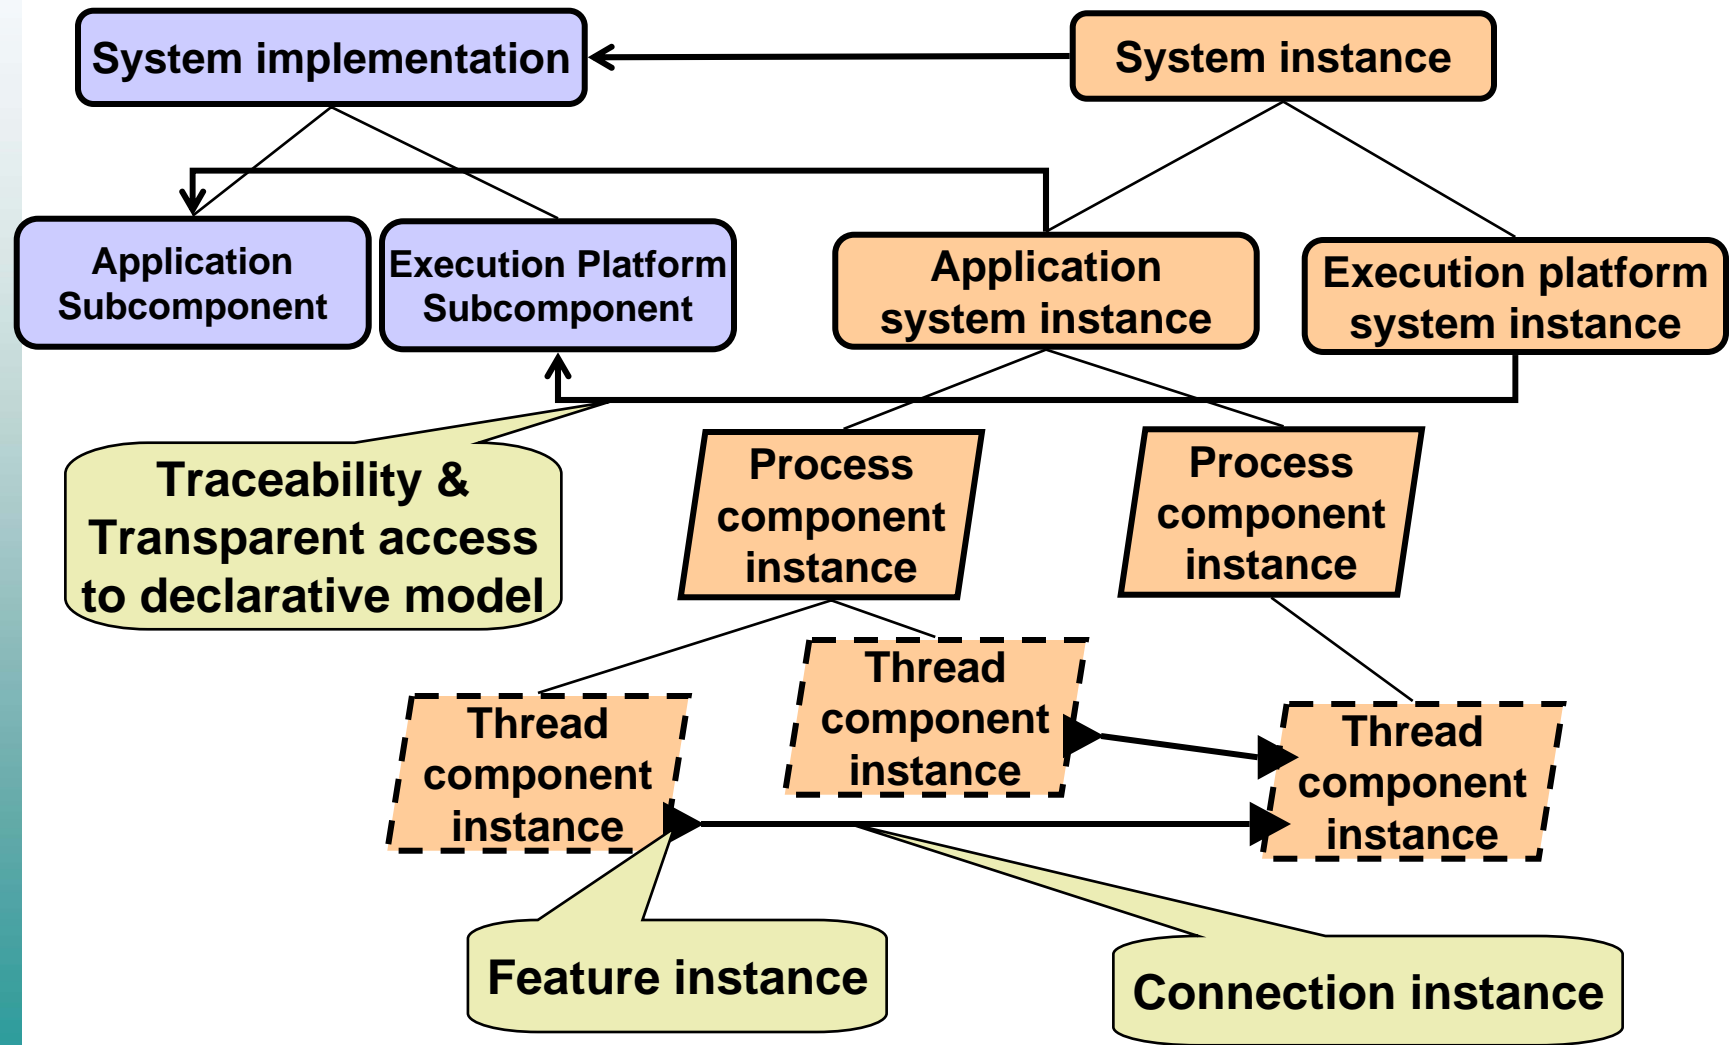 System implementation
System instance
Application
Subcomponent
Execution Platform
Subcomponent
Application
system instance
Execution platform
system instance
Traceability &
Transparent access
to declarative model
Process
component
instance
Process
component
instance
Thread
component
instance
Thread
component
instance
Thread
component
instance
Feature instance
Connection instance